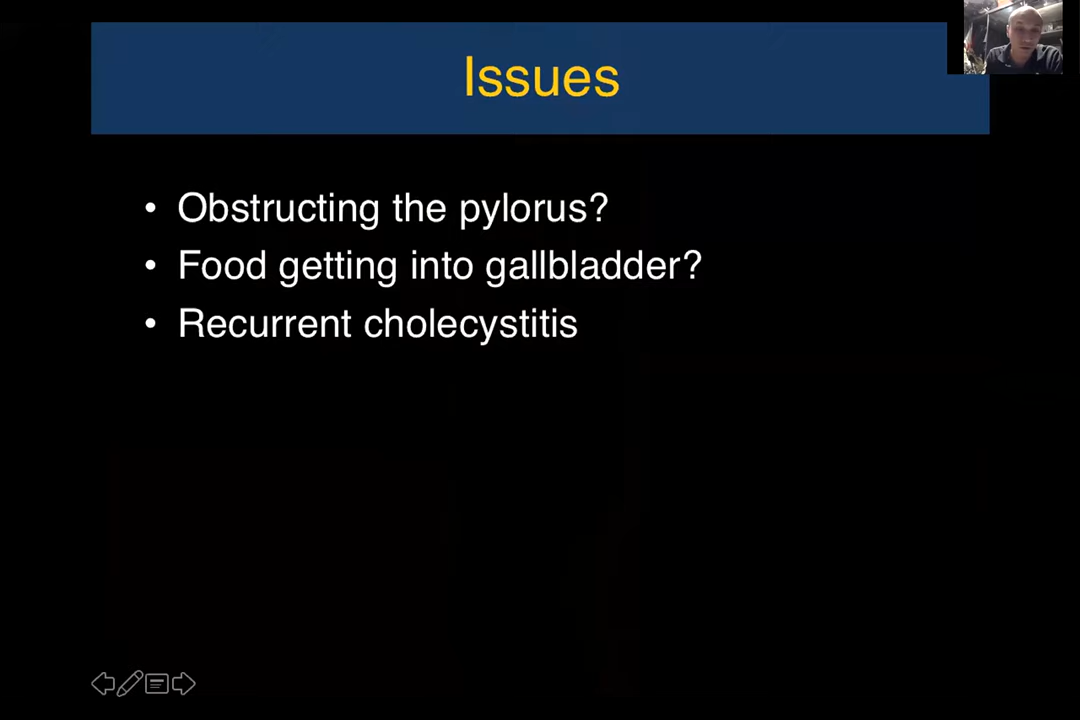 Issues
• Obstructing the pylorus?
• Food getting into gallbladder?
• Recurrent cholecystitis